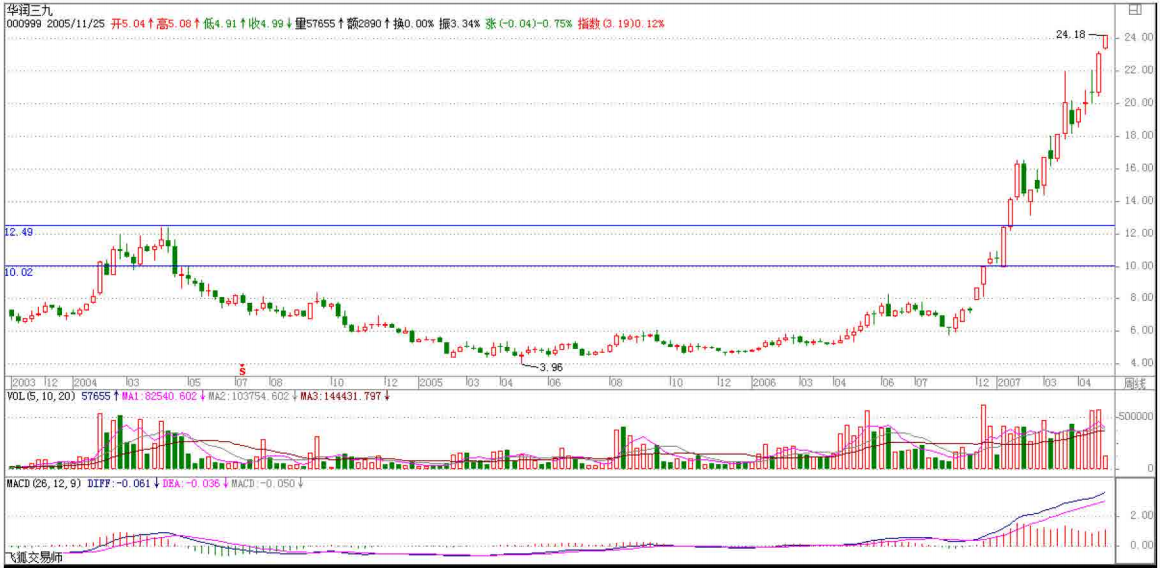 华润三九
000999 2005/11/25 开5.04↑高5.08↑低4.91↑收4.99↓量57655↑额2890↑换0.00% 振3.34% 涨(-0.04)-0.75% 指数(3.19)0.12%
24.18
24.00
22.00
20.00
18.00
16.00
14.00
12.49
12.00
10.02
10.00
8.00
6.00
3.96
4.00
S
2003 12 2004 03 05 07 08 10 12 2005 03 04 06 08 10 12 2006 03 04 06 07 12 2007 03 04 周线
VOL(5,10,20) 57655↑MA1:82540.602↓MA2:103754.602↓MA3:144431.797↓
500000
0
MACD(26,12,9) DIFF:-0.061↓DEA:-0.036↓MACD:-0.050↓
2.00
0.00
飞狐交易师